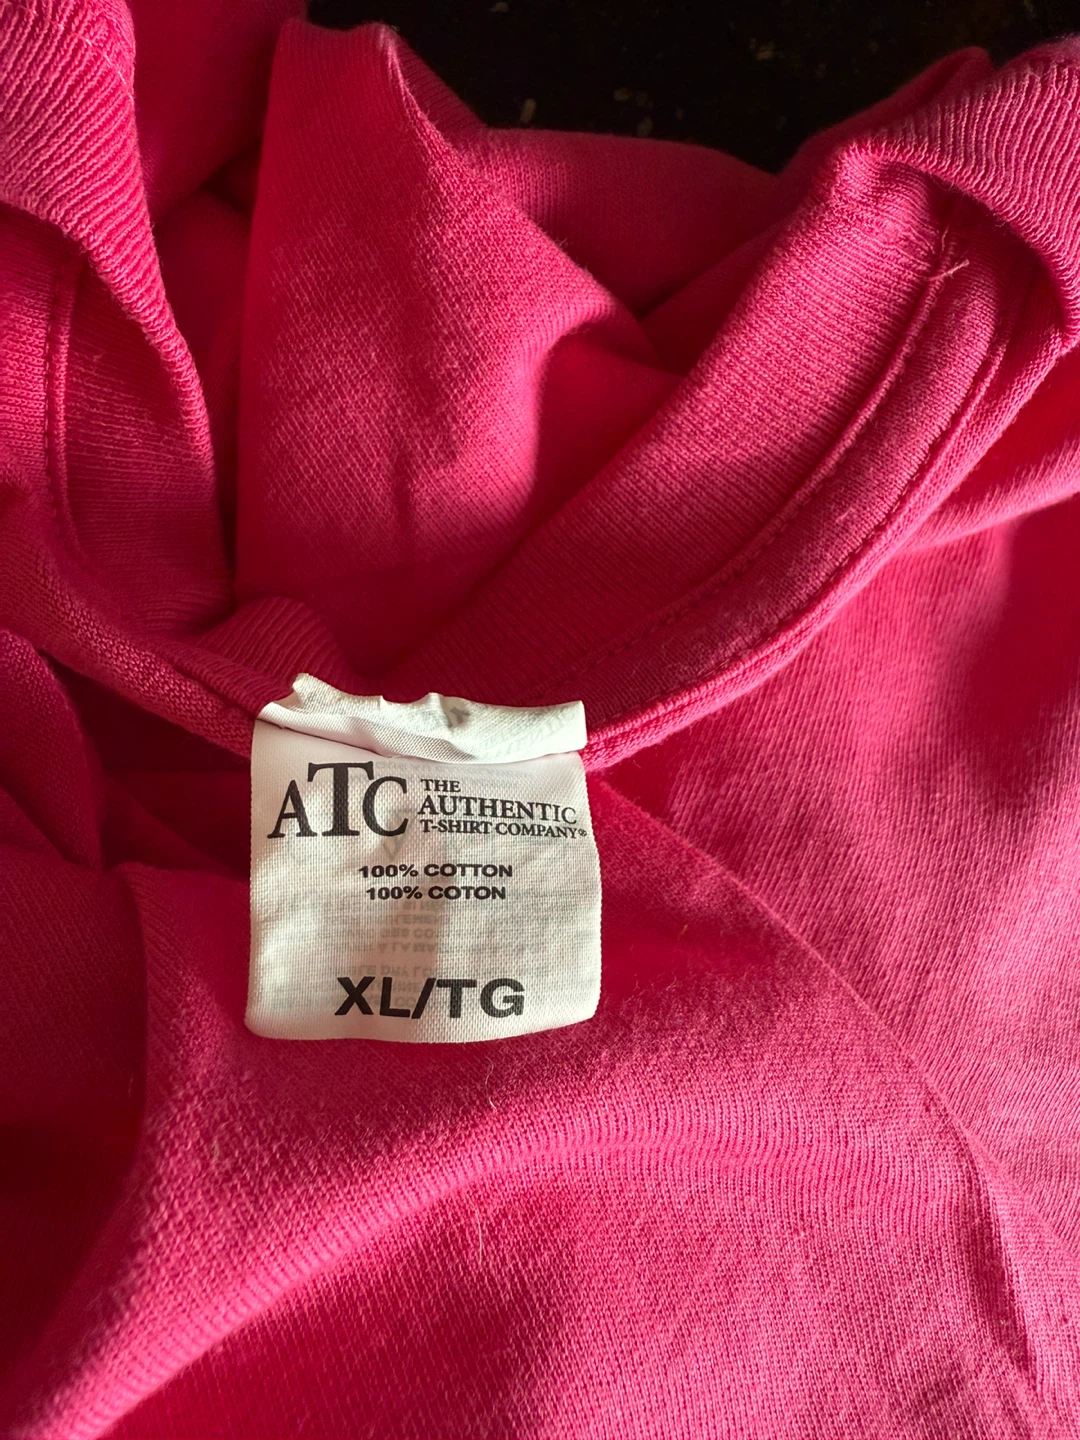 ATC THE
AUTHENTIC
T-SHIRT COMPANY®
100% COTTON
100% COTON
XL/TG